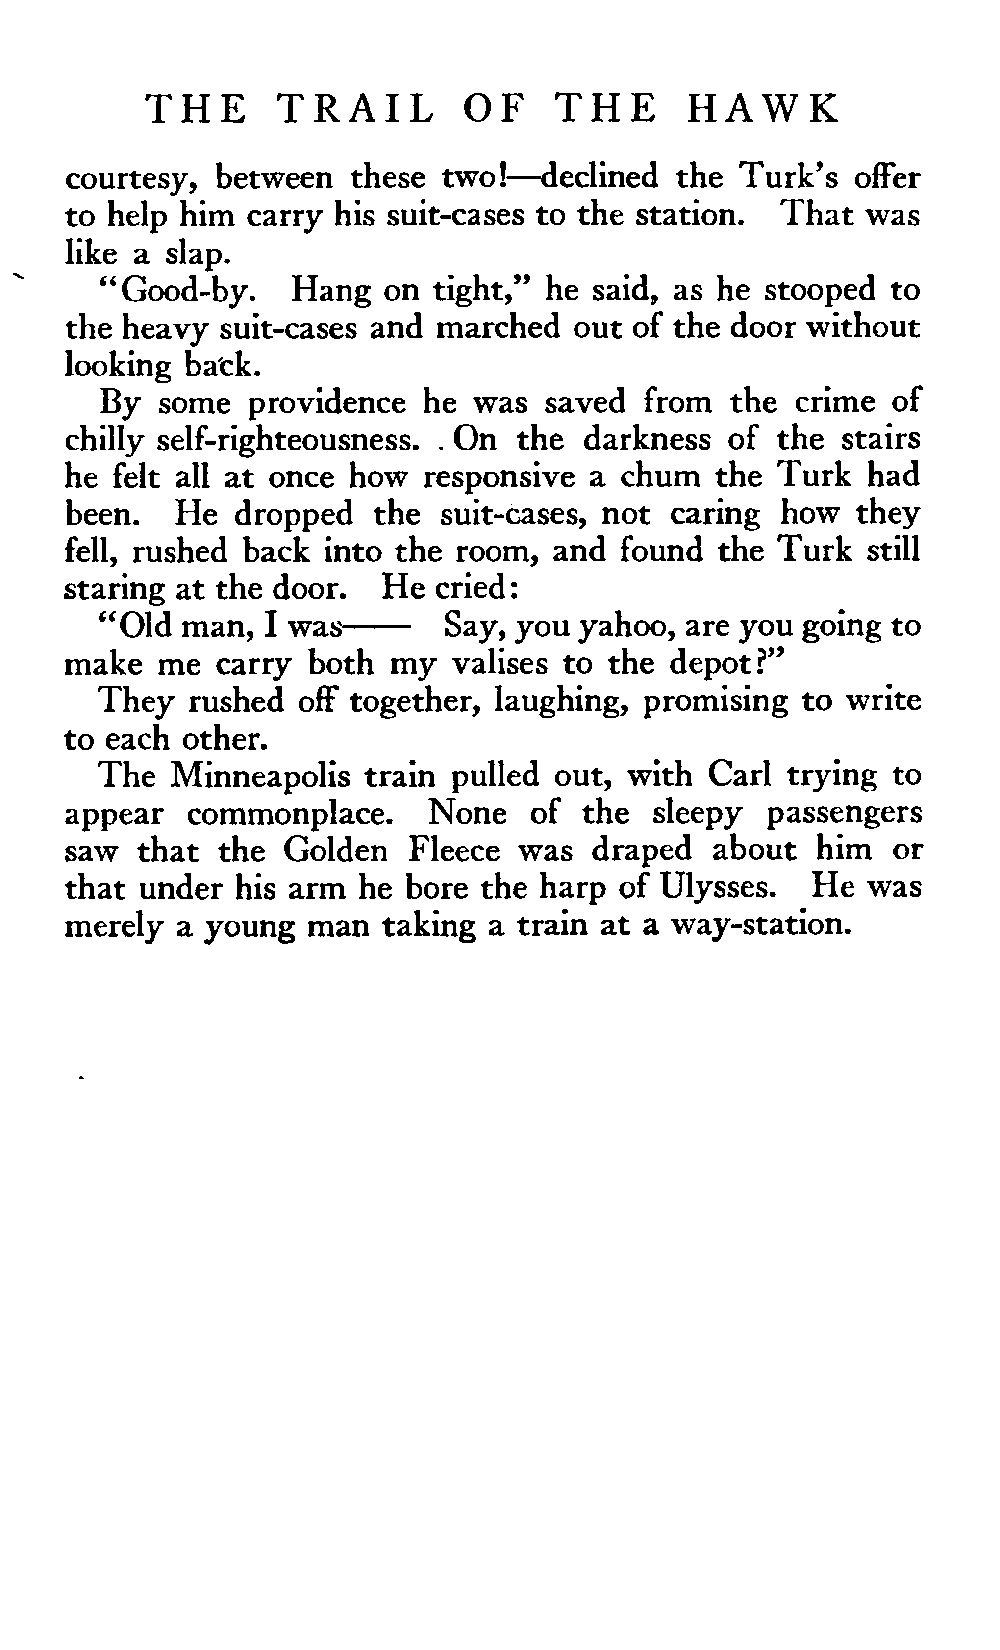 THE TRAIL OF THE HAWK
courtesy, between these two!—declined the Turk's offer
to help him carry his suit-cases to the station. That was
like a slap.
"Good-by. Hang on tight," he said, as he stooped to
the heavy suit-cases and marched out of the door without
looking back.
By some providence he was saved from the crime of
chilly self-righteousness. On the darkness of the stairs
he felt all at once how responsive a chum the Turk had
been. He dropped the suit-cases, not caring how they
fell, rushed back into the room, and found the Turk still
staring at the door. He cried:
"Old man, I was—— Say, you yahoo, are you going to
make me carry both my valises to the depot?"
They rushed off together, laughing, promising to write
to each other.
The Minneapolis train pulled out, with Carl trying to
appear commonplace. None of the sleepy passengers
saw that the Golden Fleece was draped about him or
that under his arm he bore the harp of Ulysses. He was
merely a young man taking a train at a way-station.